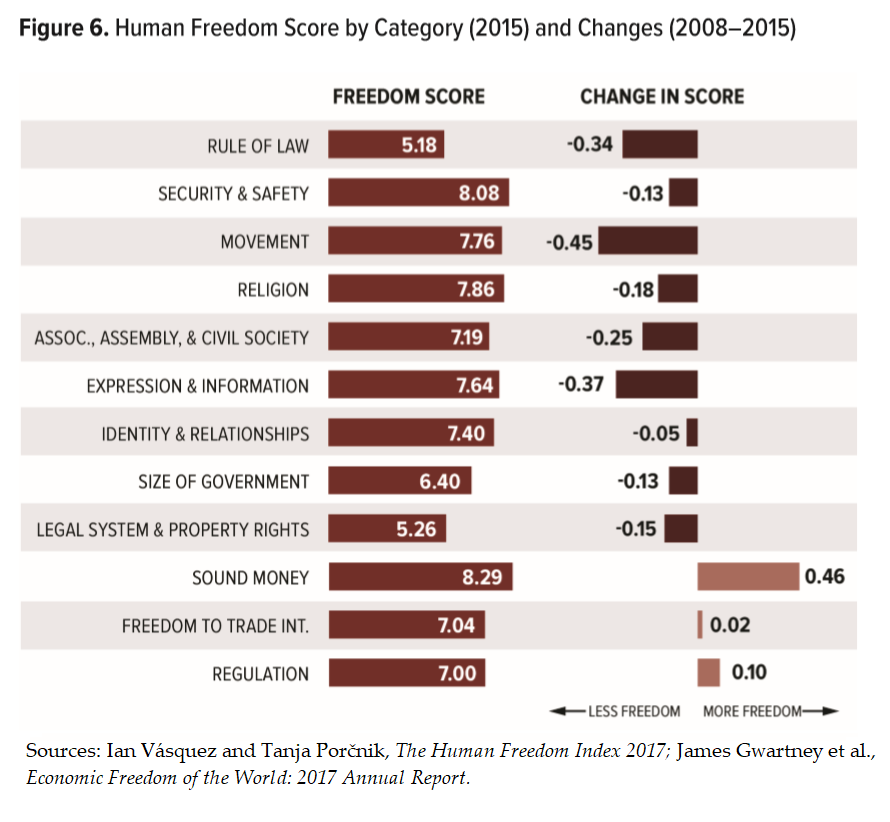 Figure 6. Human Freedom Score by Category (2015) and Changes (2008–2015)
FREEDOM SCORE CHANGE IN SCORE
RULE OF LAW 5.18 -0.34
SECURITY & SAFETY 8.08 -0.13
MOVEMENT 7.76 -0.45
RELIGION 7.86 -0.18
ASSOC., ASSEMBLY, & CIVIL SOCIETY 7.19 -0.25
EXPRESSION & INFORMATION 7.64 -0.37
IDENTITY & RELATIONSHIPS 7.40 -0.05
SIZE OF GOVERNMENT 6.40 -0.13
LEGAL SYSTEM & PROPERTY RIGHTS 5.26 -0.15
SOUND MONEY 8.29 0.46
FREEDOM TO TRADE INT. 7.04 0.02
REGULATION 7.00 0.10
LESS FREEDOM MORE FREEDOM
Sources: Ian Vásquez and Tanja Porčnik, The Human Freedom Index 2017; James Gwartney et al.,
Economic Freedom of the World: 2017 Annual Report.